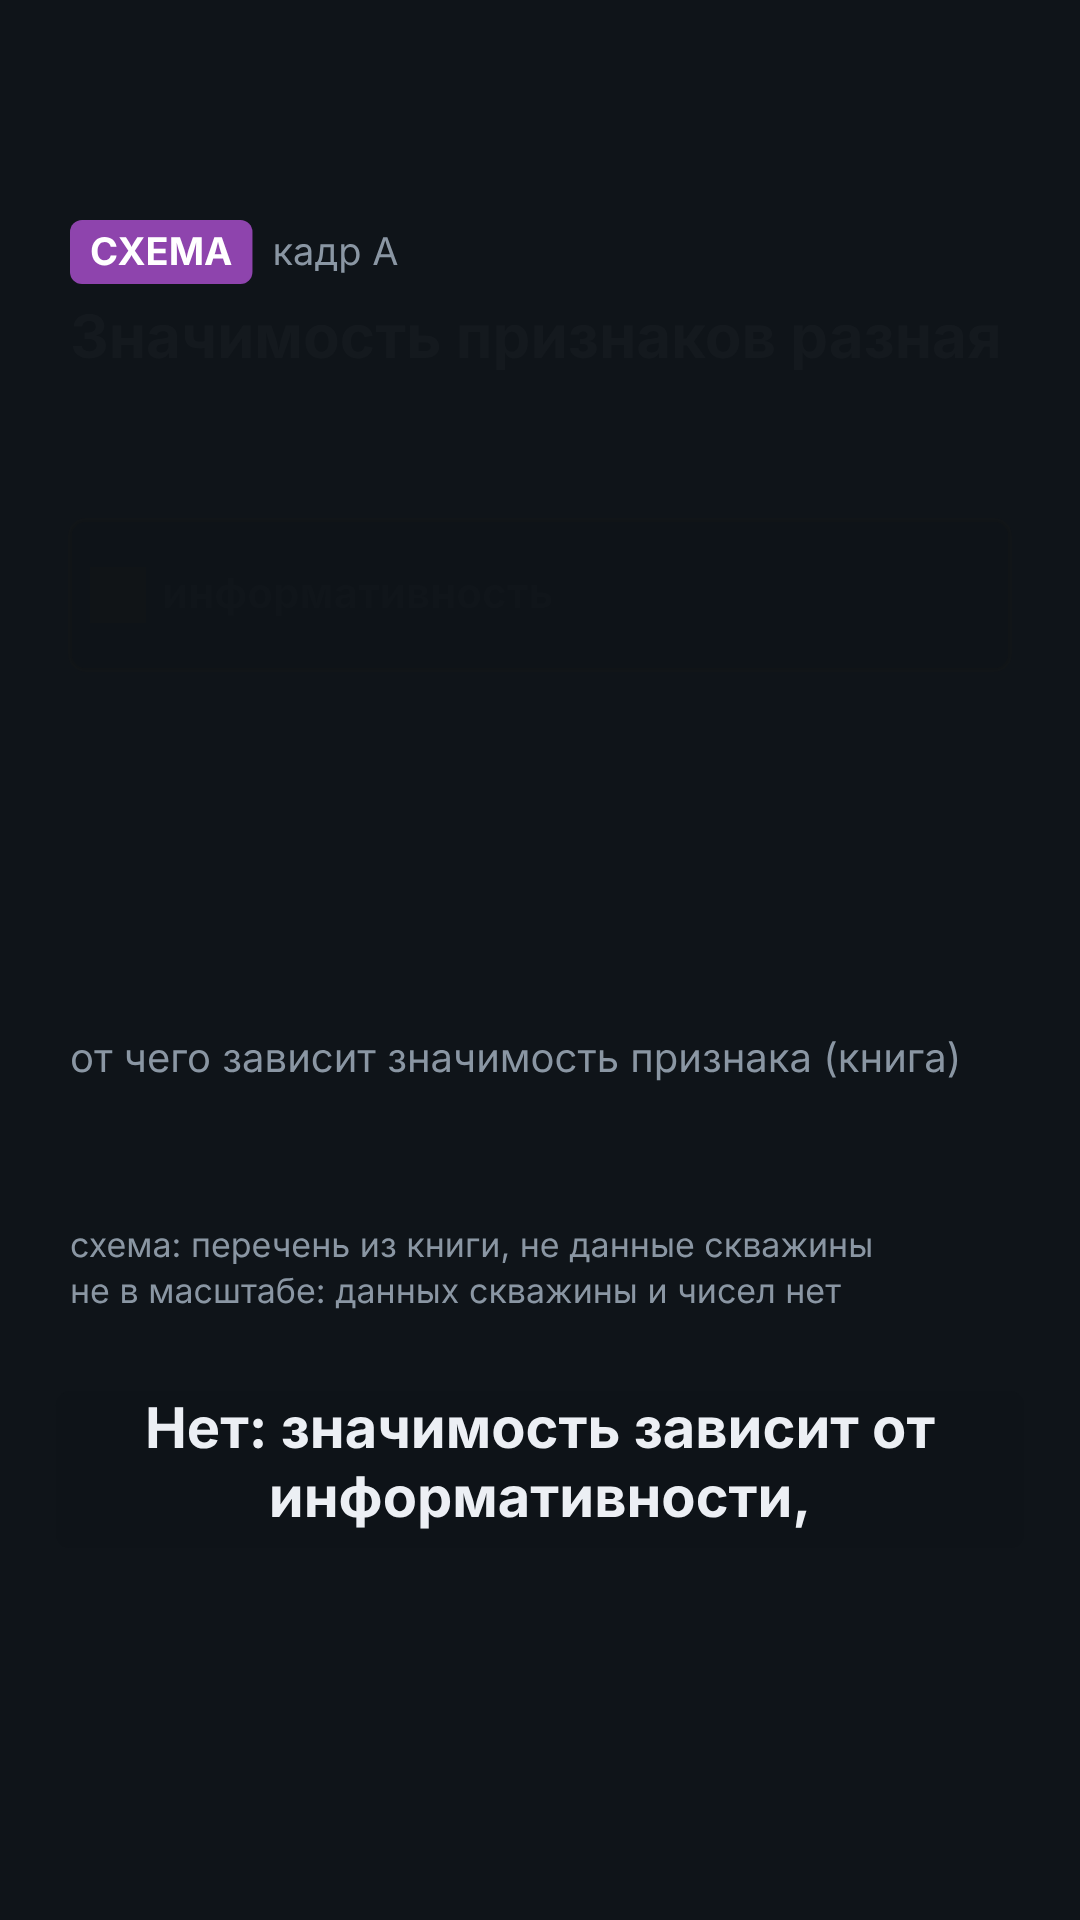 СХЕМА кадр А
Значимость признаков разная
информативность
от чего зависит значимость признака (книга)
схема: перечень из книги, не данные скважины
не в масштабе: данных скважины и чисел нет
Нет: значимость зависит от
информативности,